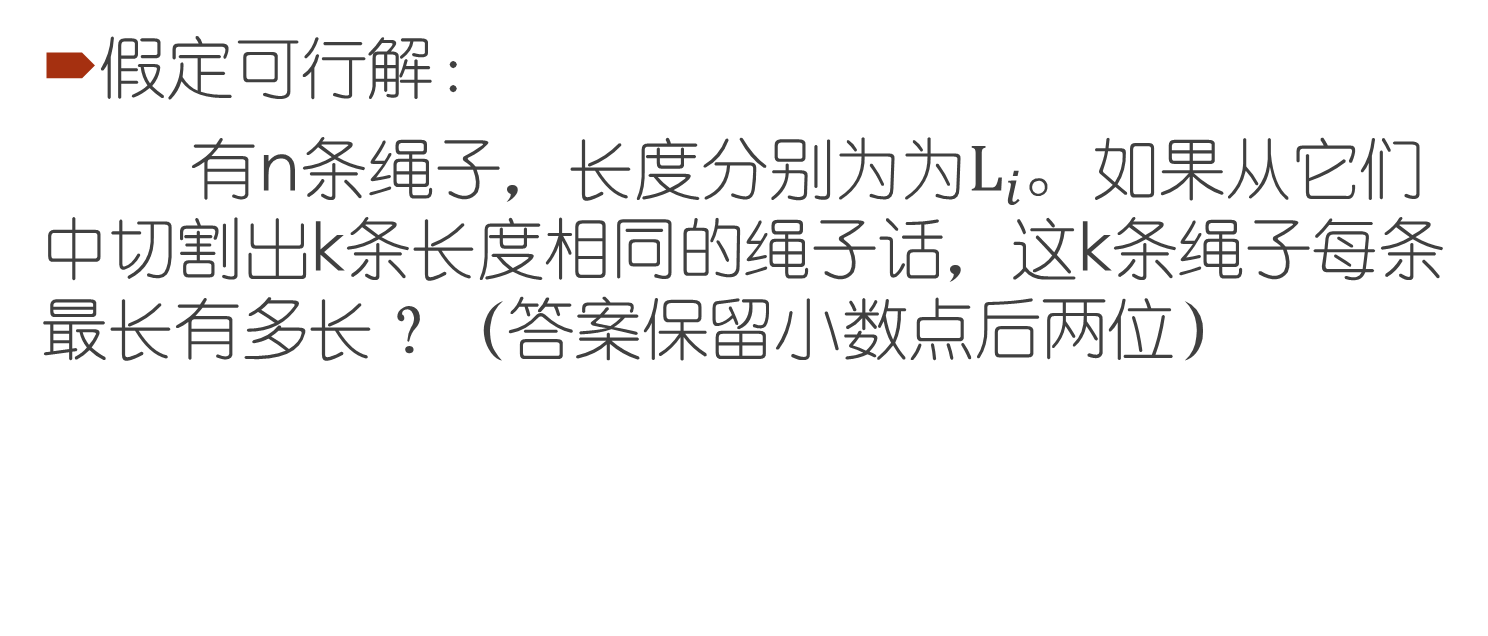 假定可行解：
有n条绳子，长度分别为为Lᵢ。如果从它们
中切割出k条长度相同的绳子话，这k条绳子每条
最长有多长？（答案保留小数点后两位）